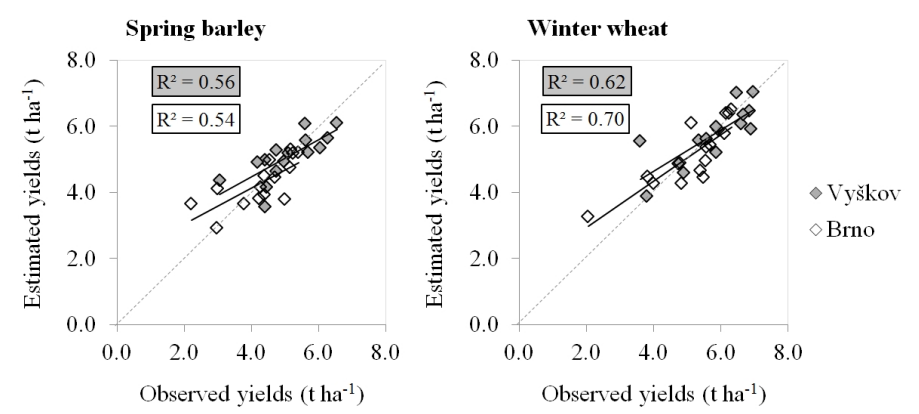 Spring barley
R² = 0.56
R² = 0.54
8.0
6.0
4.0
2.0
0.0
0.0 2.0 4.0 6.0 8.0
Estimated yields (t ha⁻¹)
Observed yields (t ha⁻¹)
Winter wheat
R² = 0.62
R² = 0.70
8.0
6.0
4.0
2.0
0.0
0.0 2.0 4.0 6.0 8.0
Estimated yields (t ha⁻¹)
Observed yields (t ha⁻¹)
Vyškov
Brno